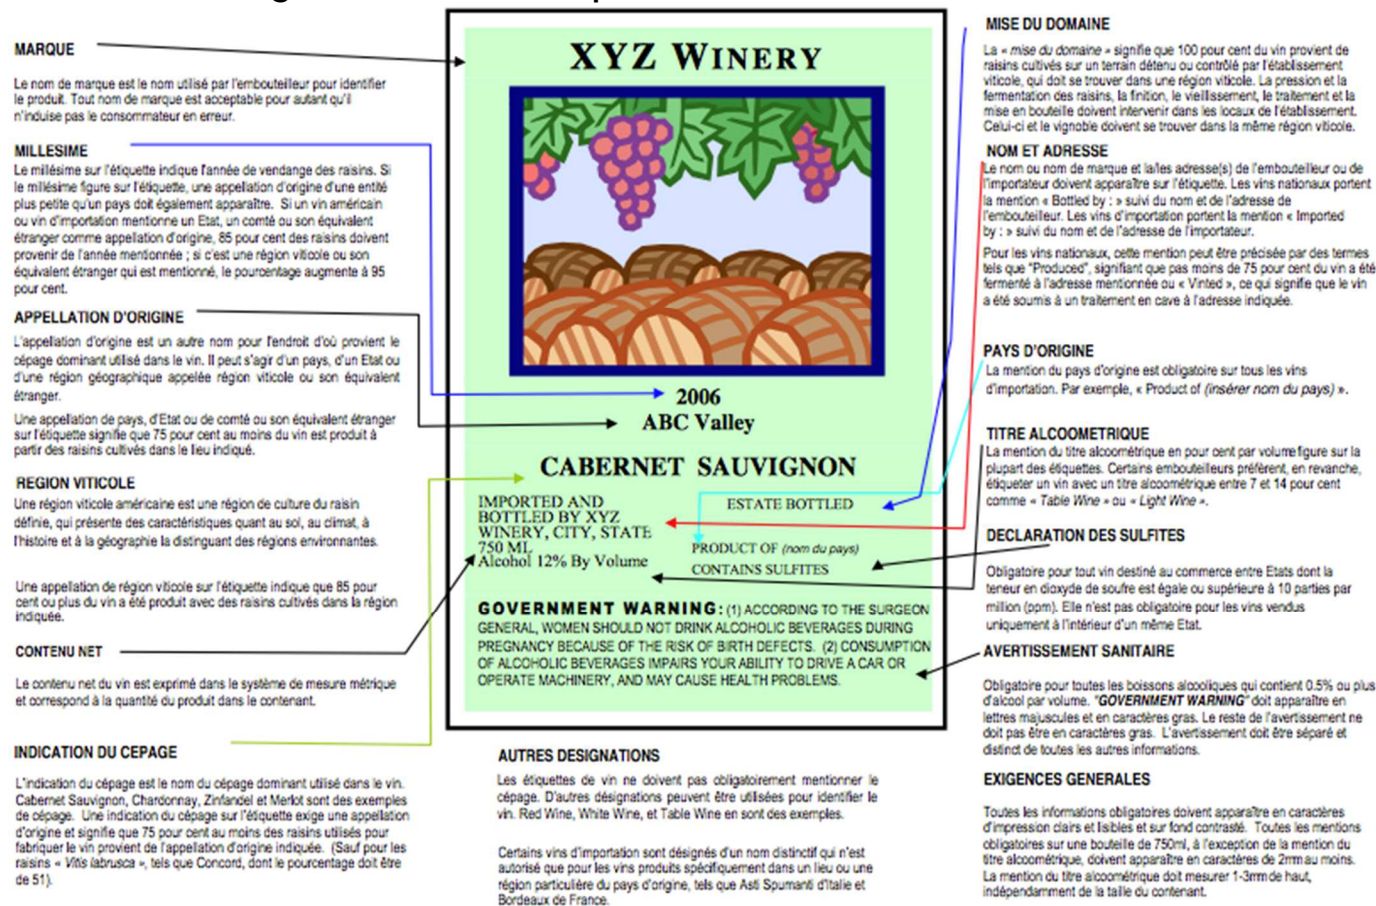 MARQUE
Le nom de marque est le nom utilisé par l'embouteilleur pour identifier
le produit. Tout nom de marque est acceptable pour autant qu'il
n'induise pas le consommateur en erreur.
MILLESIME
Le millésime sur l'étiquette indique l'année de vendange des raisins. Si
le millésime figure sur l'étiquette, une appellation d'origine d'une entité
plus petite qu'un pays doit également apparaître. Si un vin américain
ou vin d'importation mentionne un Etat, un comté ou son équivalent
étranger comme appellation d'origine, 85 pour cent des raisins doivent
provenir de l'année mentionnée ; si c'est une région viticole ou son
équivalent étranger qui est mentionné, le pourcentage augmente à 95
pour cent.
APPELLATION D'ORIGINE
L'appellation d'origine est un autre nom pour l'endroit d'où provient le
cépage dominant utilisé dans le vin. Il peut s'agir d'un pays, d'un Etat ou
d'une région géographique appelée région viticole ou son équivalent
étranger.
Une appellation de pays, d'Etat ou de comté ou son équivalent étranger
sur l'étiquette signifie que 75 pour cent au moins du vin est produit à
partir des raisins cultivés dans le lieu indiqué.
REGION VITICOLE
Une région viticole américaine est une région de culture du raisin
définie, qui présente des caractéristiques quant au sol, au climat, à
l'histoire et à la géographie la distinguant des régions environnantes.
Une appellation de région viticole sur l'étiquette indique que 85 pour
cent ou plus du vin a été produit avec des raisins cultivés dans la région
indiquée.
CONTENU NET
Le contenu net du vin est exprimé dans le système de mesure métrique
et correspond à la quantité du produit dans le contenant.
INDICATION DU CEPAGE
L'indication du cépage est le nom du cépage dominant utilisé dans le vin.
Cabernet Sauvignon, Chardonnay, Zinfandel et Merlot sont des exemples
de cépage. Une indication du cépage sur l'étiquette exige une appellation
d'origine et signifie que 75 pour cent au moins des raisins utilisés pour
fabriquer le vin provient de l'appellation d'origine indiquée. (Sauf pour les
raisins « Vitis labrusca », tels que Concord, dont le pourcentage doit être
de 51).
XYZ WINERY
2006
ABC Valley
CABERNET SAUVIGNON
IMPORTED AND
BOTTLED BY XYZ
WINERY, CITY, STATE
750 ML
Alcohol 12% By Volume
ESTATE BOTTLED
PRODUCT OF (nom du pays)
CONTAINS SULFITES
GOVERNMENT WARNING: (1) ACCORDING TO THE SURGEON
GENERAL, WOMEN SHOULD NOT DRINK ALCOHOLIC BEVERAGES DURING
PREGNANCY BECAUSE OF THE RISK OF BIRTH DEFECTS. (2) CONSUMPTION
OF ALCOHOLIC BEVERAGES IMPAIRS YOUR ABILITY TO DRIVE A CAR OR
OPERATE MACHINERY, AND MAY CAUSE HEALTH PROBLEMS.
AUTRES DESIGNATIONS
Les étiquettes de vin ne doivent pas obligatoirement mentionner le
cépage. D'autres désignations peuvent être utilisées pour identifier le
vin. Red Wine, White Wine, et Table Wine en sont des exemples.
Certains vins d'importation sont désignés d'un nom distinctif qui n'est
autorisé que pour les vins produits spécifiquement dans un lieu ou une
région particulière du pays d'origine, tels que Asti Spumanti d'Italie et
Bordeaux de France.
MISE DU DOMAINE
La « mise du domaine » signifie que 100 pour cent du vin provient de
raisins cultivés sur un terrain détenu ou contrôlé par l'établissement
viticole, qui doit se trouver dans une région viticole. La pression et la
fermentation des raisins, la finition, le vieillissement, le traitement et la
mise en bouteille doivent intervenir dans les locaux de l'établissement.
Celui-ci et le vignoble doivent se trouver dans la même région viticole.
NOM ET ADRESSE
Le nom ou nom de marque et la/les adresse(s) de l'embouteilleur ou de
l'importateur doivent apparaître sur l'étiquette. Les vins nationaux portent
la mention « Bottled by : » suivi du nom et de l'adresse de
l'embouteilleur. Les vins d'importation portent la mention « Imported
by : » suivi du nom et de l'adresse de l'importateur.
Pour les vins nationaux, cette mention peut être précisée par des termes
tels que "Produced", signifiant que pas moins de 75 pour cent du vin a été
fermenté à l'adresse mentionnée ou « Vinted », ce qui signifie que le vin
a été soumis à un traitement en cave à l'adresse indiquée.
PAYS D'ORIGINE
La mention du pays d'origine est obligatoire sur tous les vins
d'importation. Par exemple, « Product of (insérer nom du pays) ».
TITRE ALCOOMETRIQUE
La mention du titre alcoométrique en pour cent par volume figure sur la
plupart des étiquettes. Certains embouteilleurs préfèrent, en revanche,
étiqueter un vin avec un titre alcoométrique entre 7 et 14 pour cent
comme « Table Wine » ou « Light Wine ».
DECLARATION DES SULFITES
Obligatoire pour tout vin destiné au commerce entre Etats dont la
teneur en dioxyde de soufre est égale ou supérieure à 10 parties par
million (ppm). Elle n'est pas obligatoire pour les vins vendus
uniquement à l'intérieur d'un même Etat.
AVERTISSEMENT SANITAIRE
Obligatoire pour toutes les boissons alcooliques qui contient 0.5% ou plus
d'alcool par volume. "GOVERNMENT WARNING" doit apparaître en
lettres majuscules et en caractères gras. Le reste de l'avertissement ne
doit pas être en caractères gras. L'avertissement doit être séparé et
distinct de toutes les autres informations.
EXIGENCES GENERALES
Toutes les informations obligatoires doivent apparaître en caractères
d'impression clairs et lisibles et sur fond contrasté. Toutes les mentions
obligatoires sur une bouteille de 750ml, à l'exception de la mention du
titre alcoométrique, doivent apparaître en caractères de 2mm au moins.
La mention du titre alcoométrique doit mesurer 1-3mm de haut,
indépendamment de la taille du contenant.